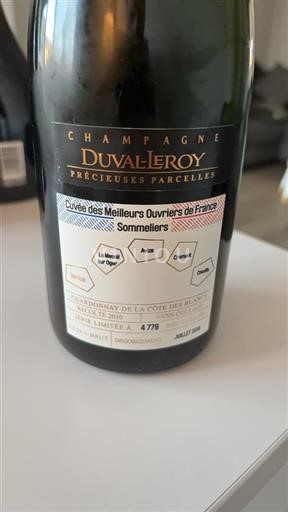 CHAMPAGNE
DUVAL-LEROY
PRÉCIEUSES PARCELLES
Cuvée des Meilleurs Ouvriers de France
Sommeliers
Vertus
Le Mesnil
sur Oger
Avize
Cramant
Chouilly
CHARDONNAY DE LA CÔTE DES BLANCS
RÉCOLTE 2010 SANS COLLAGE
SÉRIE LIMITÉE À 4 779 BOUTEILLES
EXTRA-BRUT DÉGORGEMENT JUILLET 2018